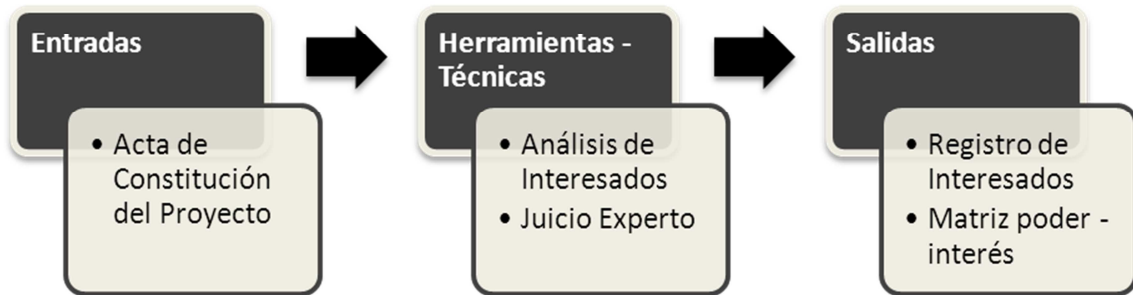 Entradas
• Acta de
Constitución
del Proyecto
Herramientas -
Técnicas
• Análisis de
Interesados
• Juicio Experto
Salidas
• Registro de
Interesados
• Matriz poder -
interés